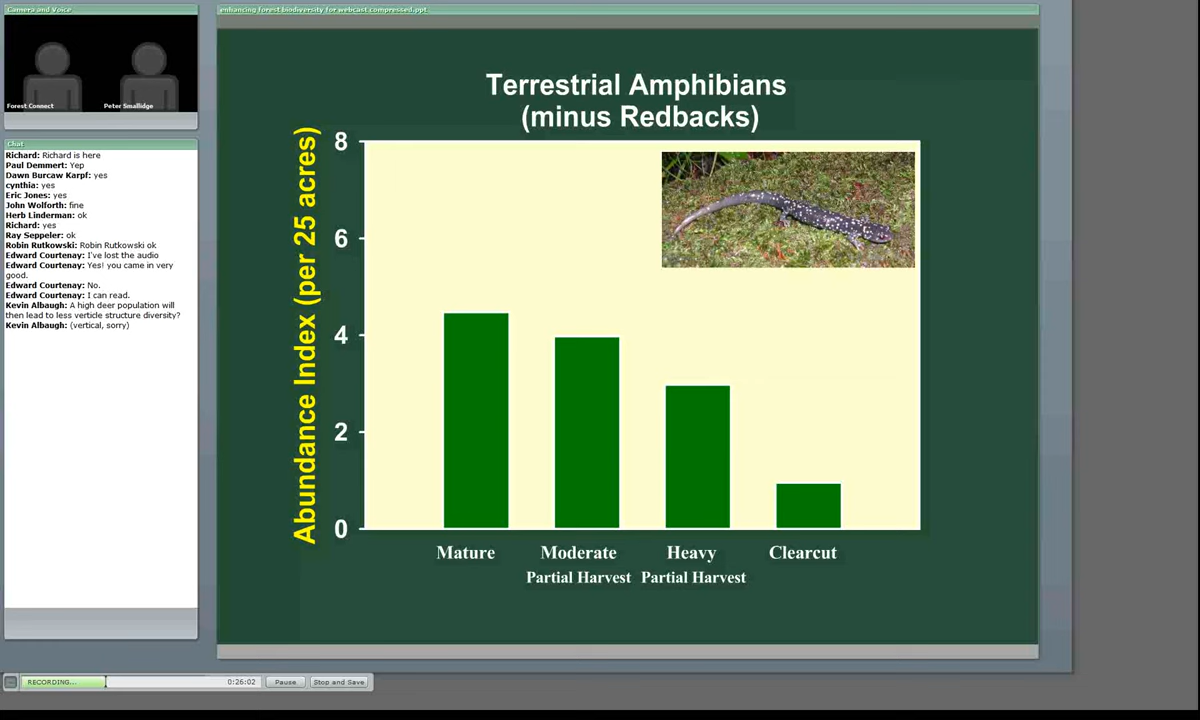 Camera and Voice
Forest Connect
Peter Smallidge
Chat
Richard: Richard is here
Paul Demmert: Yep
Dawn Burcaw Karpf: yes
cynthia: yes
Eric Jones: yes
John Wolforth: fine
Herb Linderman: ok
Richard: yes
Ray Seppeler: ok
Robin Rutkowski: Robin Rutkowski ok
Edward Courtenay: I've lost the audio
Edward Courtenay: Yes! you came in very
good.
Edward Courtenay: No.
Edward Courtenay: I can read.
Kevin Albaugh: A high deer population will
then lead to less verticle structure diversity?
Kevin Albaugh: (vertical, sorry)
enhancing forest biodiversity for webcast compressed.ppt
Terrestrial Amphibians
(minus Redbacks)
Abundance Index (per 25 acres)
8
6
4
2
0
Mature
Moderate
Partial Harvest
Heavy
Partial Harvest
Clearcut
RECORDING...
0:26:02
Pause
Stop and Save